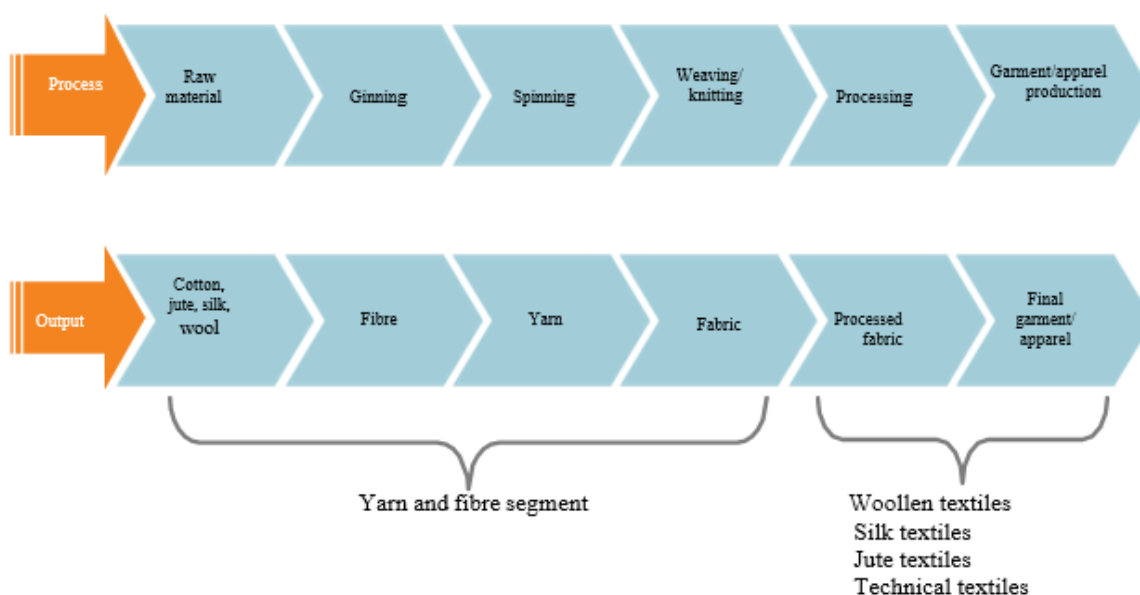 Process
Raw
material
Ginning
Spinning
Weaving/
knitting
Processing
Garment/apparel
production
Output
Cotton,
jute, silk,
wool
Fibre
Yarn
Fabric
Processed
fabric
Final
garment/
apparel
Yarn and fibre segment
Woollen textiles
Silk textiles
Jute textiles
Technical textiles